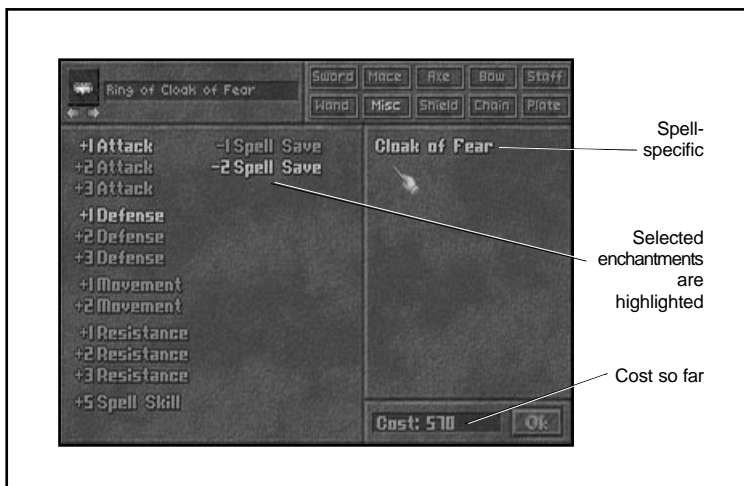 Ring of Cloak of Fear
Sword Mace Axe Bow Staff
Wand Misc Shield Chain Plate
+1 Attack
+2 Attack
+3 Attack
+1 Defense
+2 Defense
+3 Defense
+1 Movement
+2 Movement
+1 Resistance
+2 Resistance
+3 Resistance
+5 Spell Skill
-1 Spell Save
-2 Spell Save
Cloak of Fear
Cost: 570
Ok
Spell-
specific
Selected
enchantments
are
highlighted
Cost so far